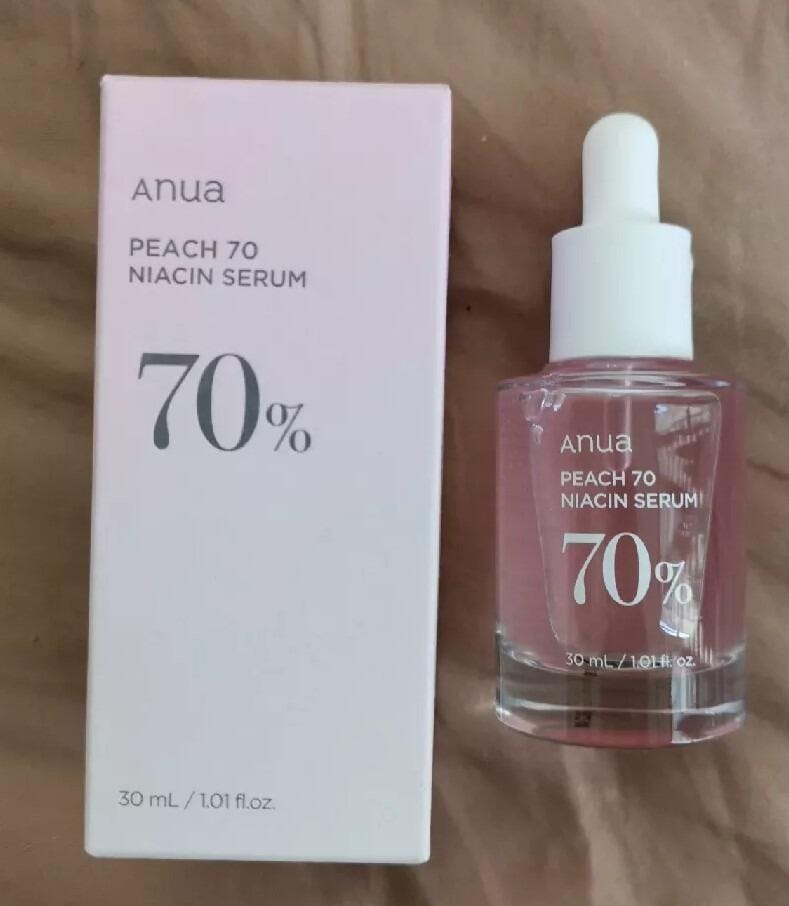 Anua
PEACH 70
NIACIN SERUM
70%
30 mL / 1.01 fl.oz.
Anua
PEACH 70
NIACIN SERUM
70%
30 mL / 1.01 fl. oz.